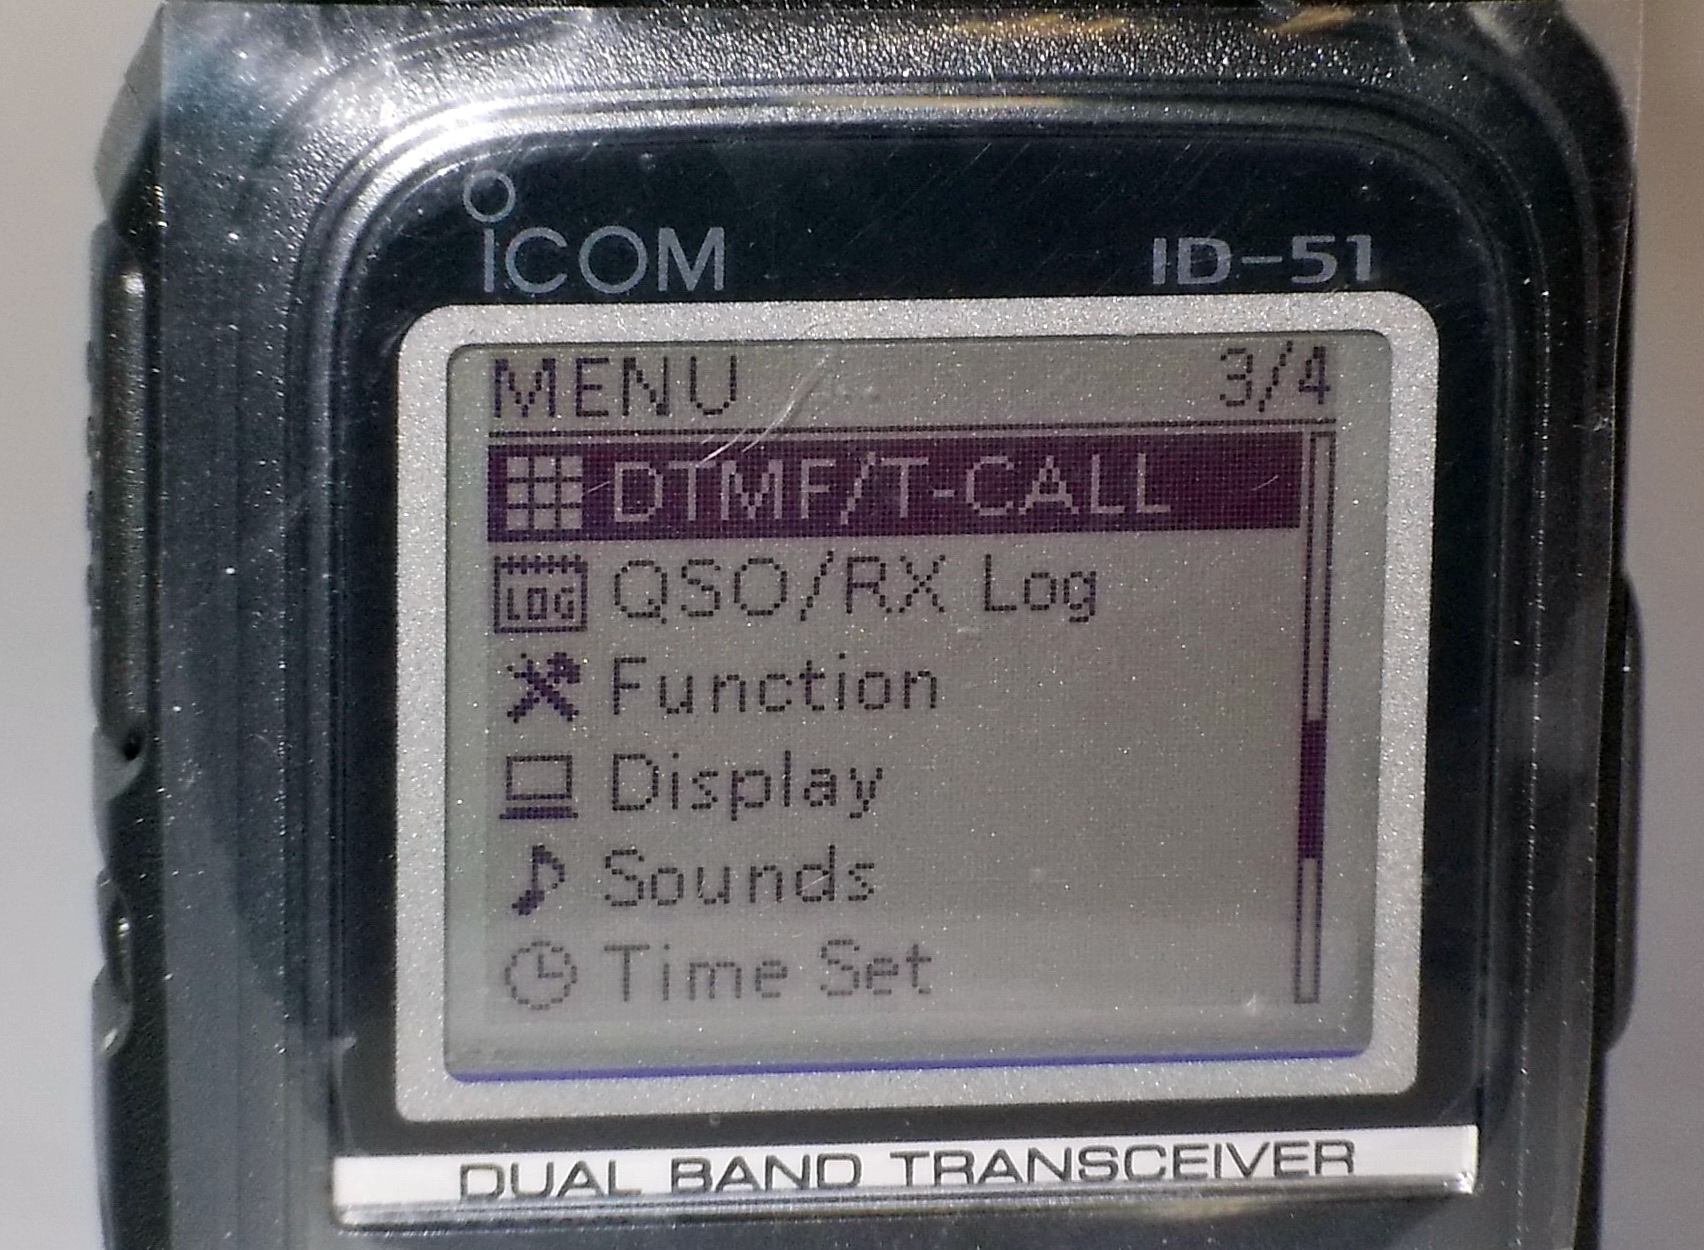 iCOM ID-51
MENU 3/4
DTMF/T-CALL
LOG QSO/RX Log
Function
Display
Sounds
Time Set
DUAL BAND TRANSCEIVER